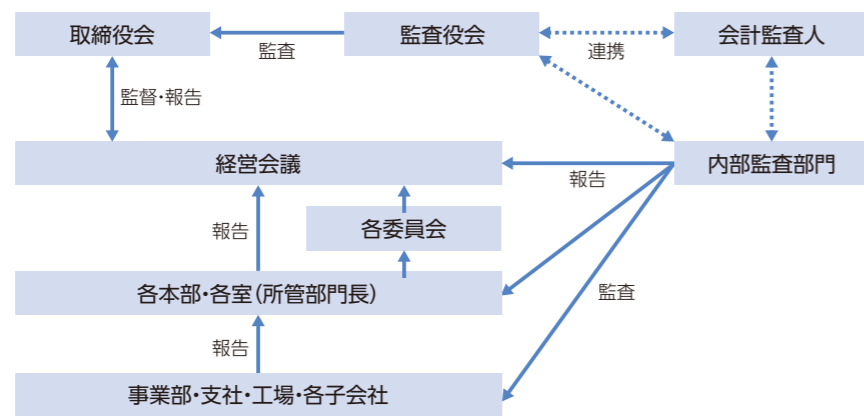 取締役会
監査
監査役会
連携
会計監査人
監督・報告
経営会議
報告
内部監査部門
報告
各委員会
各本部・各室(所管部門長)
監査
報告
事業部・支社・工場・各子会社